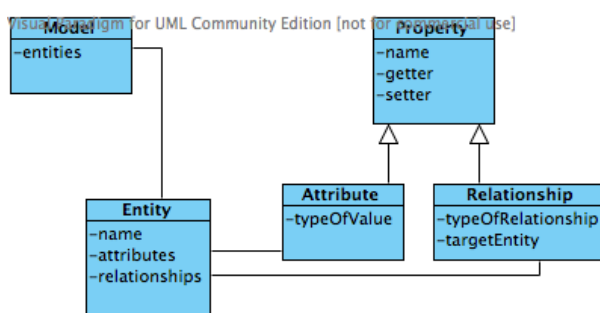 Visual Paradigm for UML Community Edition [not for commercial use]
Model
-entities
Property
-name
-getter
-setter
Entity
-name
-attributes
-relationships
Attribute
-typeOfValue
Relationship
-typeOfRelationship
-targetEntity